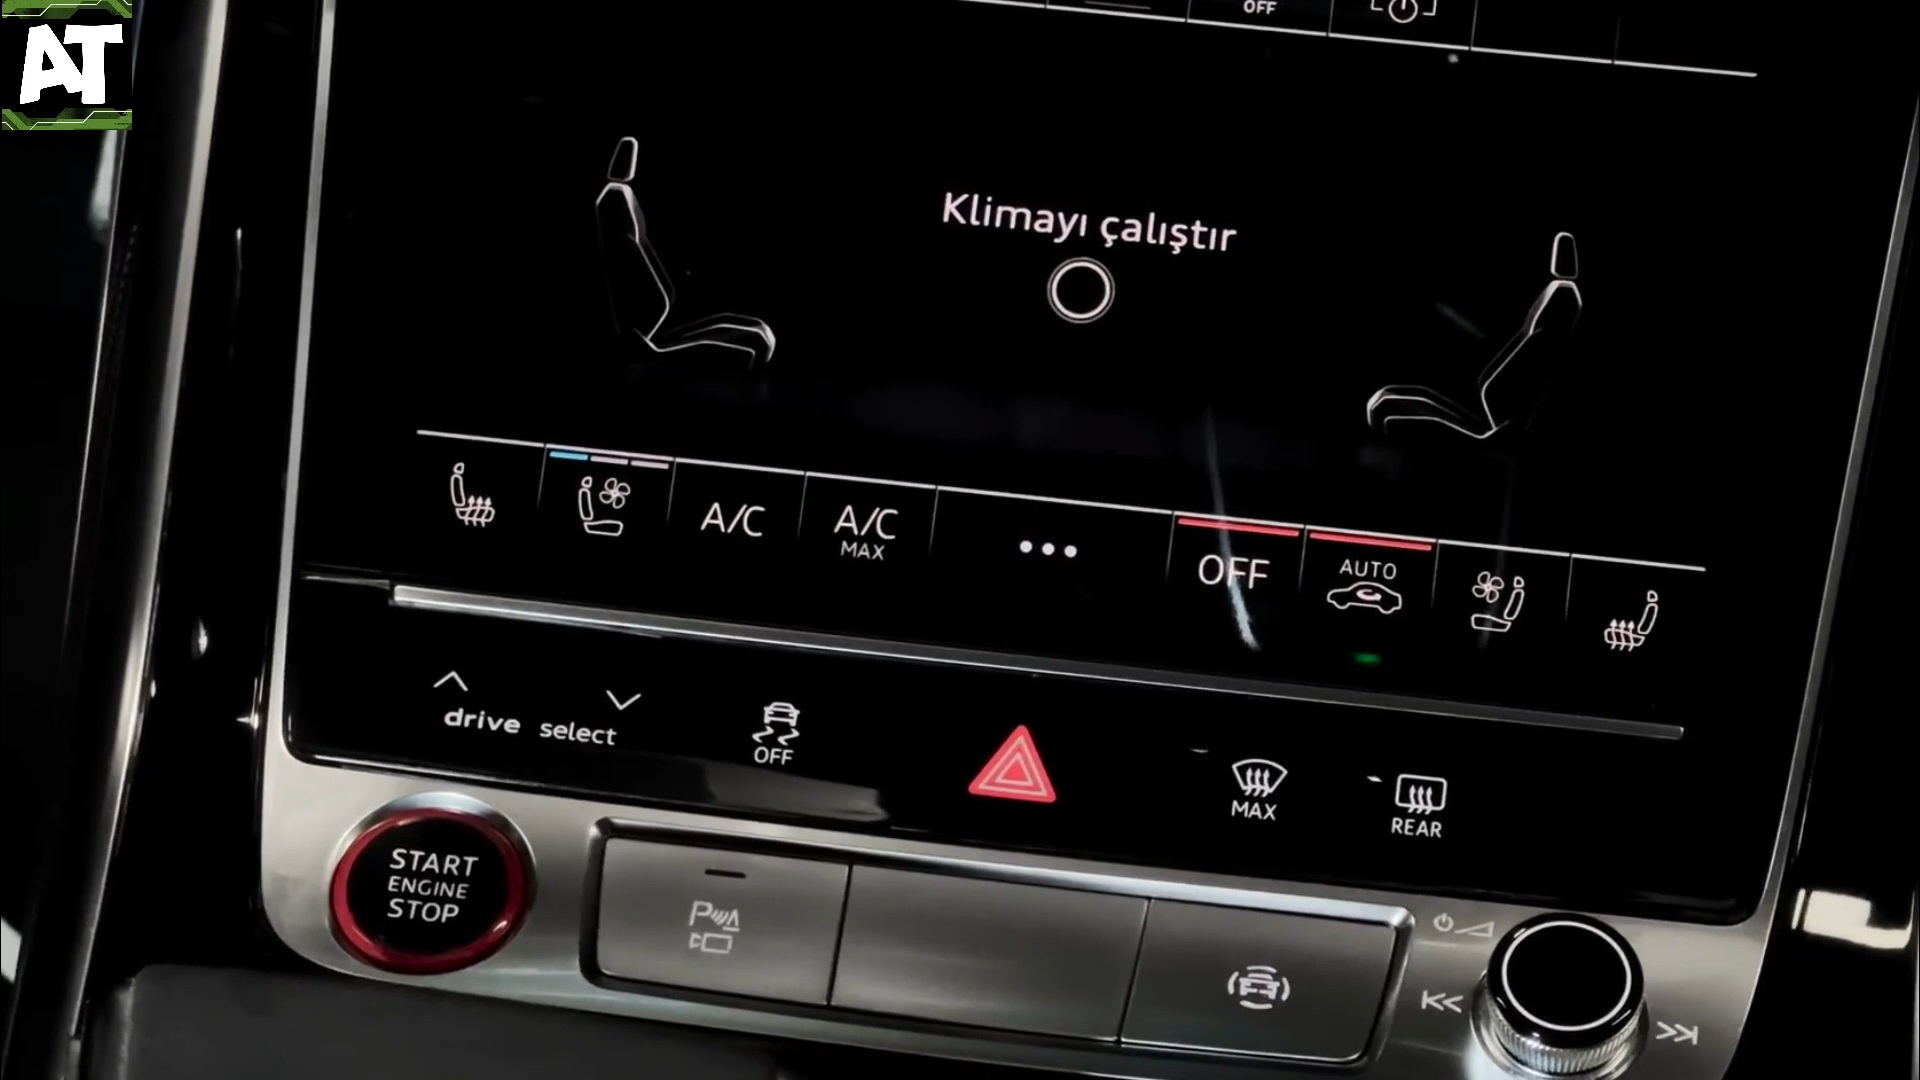 AT
OFF
Klimayı çalıştır
A/C
A/C
MAX
OFF
AUTO
drive select
OFF
MAX
REAR
START
ENGINE
STOP
P